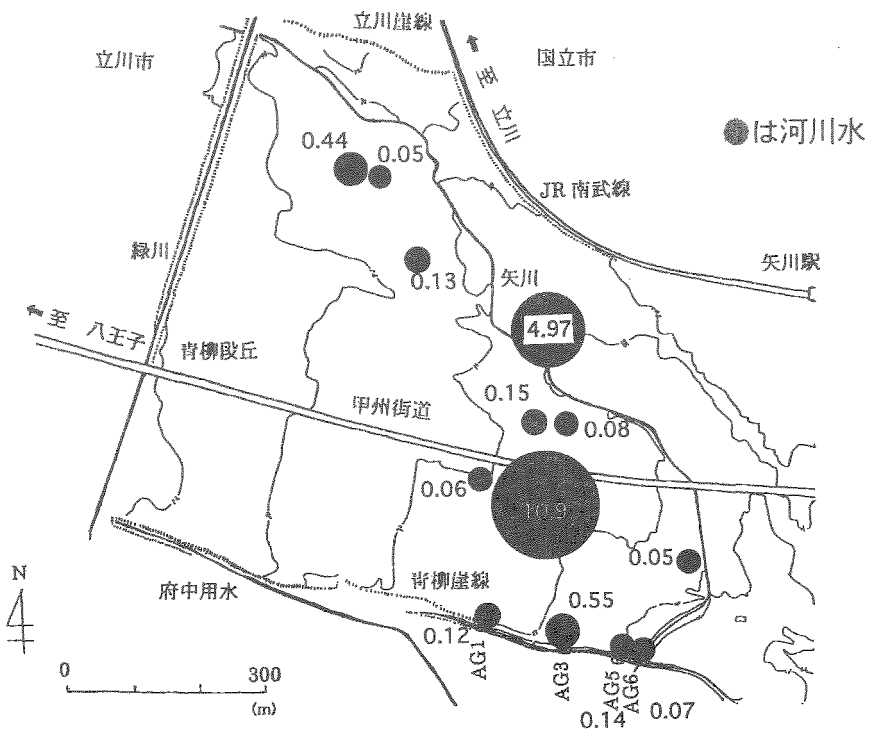 立川崖線
立川市
国立市
至 立川
●は河川水
0.44
0.05
JR 南武線
緑川
0.13
矢川
矢川駅
4.97
至 八王子
青柳段丘
0.15
甲州街道
0.08
0.06
10.9
0.05
青柳崖線
府中用水
0.55
N
0.12
AG1
AG3
AG5
AG6
0
300
(m)
0.14
0.07